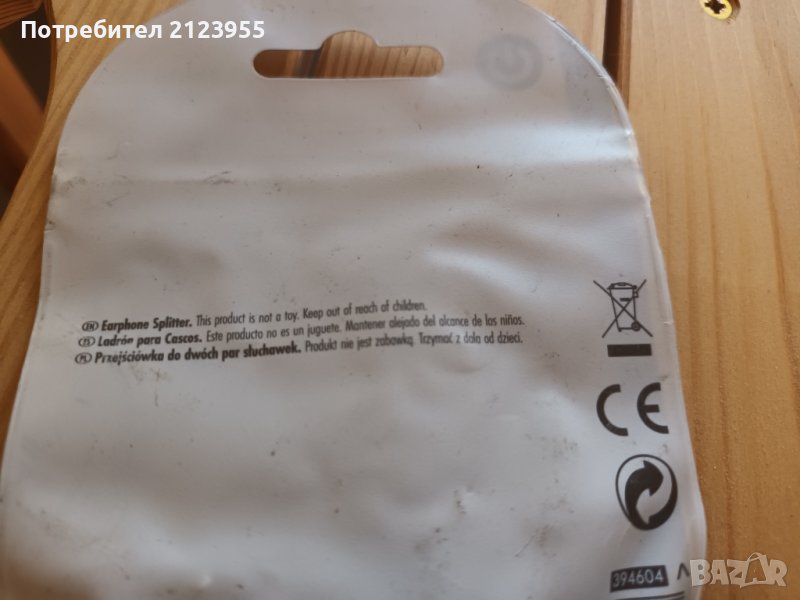 Потребител 2123955
EN Earphone Splitter. This product is not a toy. Keep out of reach of children.
ES Ladrón para Cascos. Este producto no es un juguete. Mantener alejado del alcance de los niños.
PL Przejściówka do dwóch par słuchawek. Produkt nie jest zabawką. Trzymać z dala od dzieci.
CE
394604
BAZAR